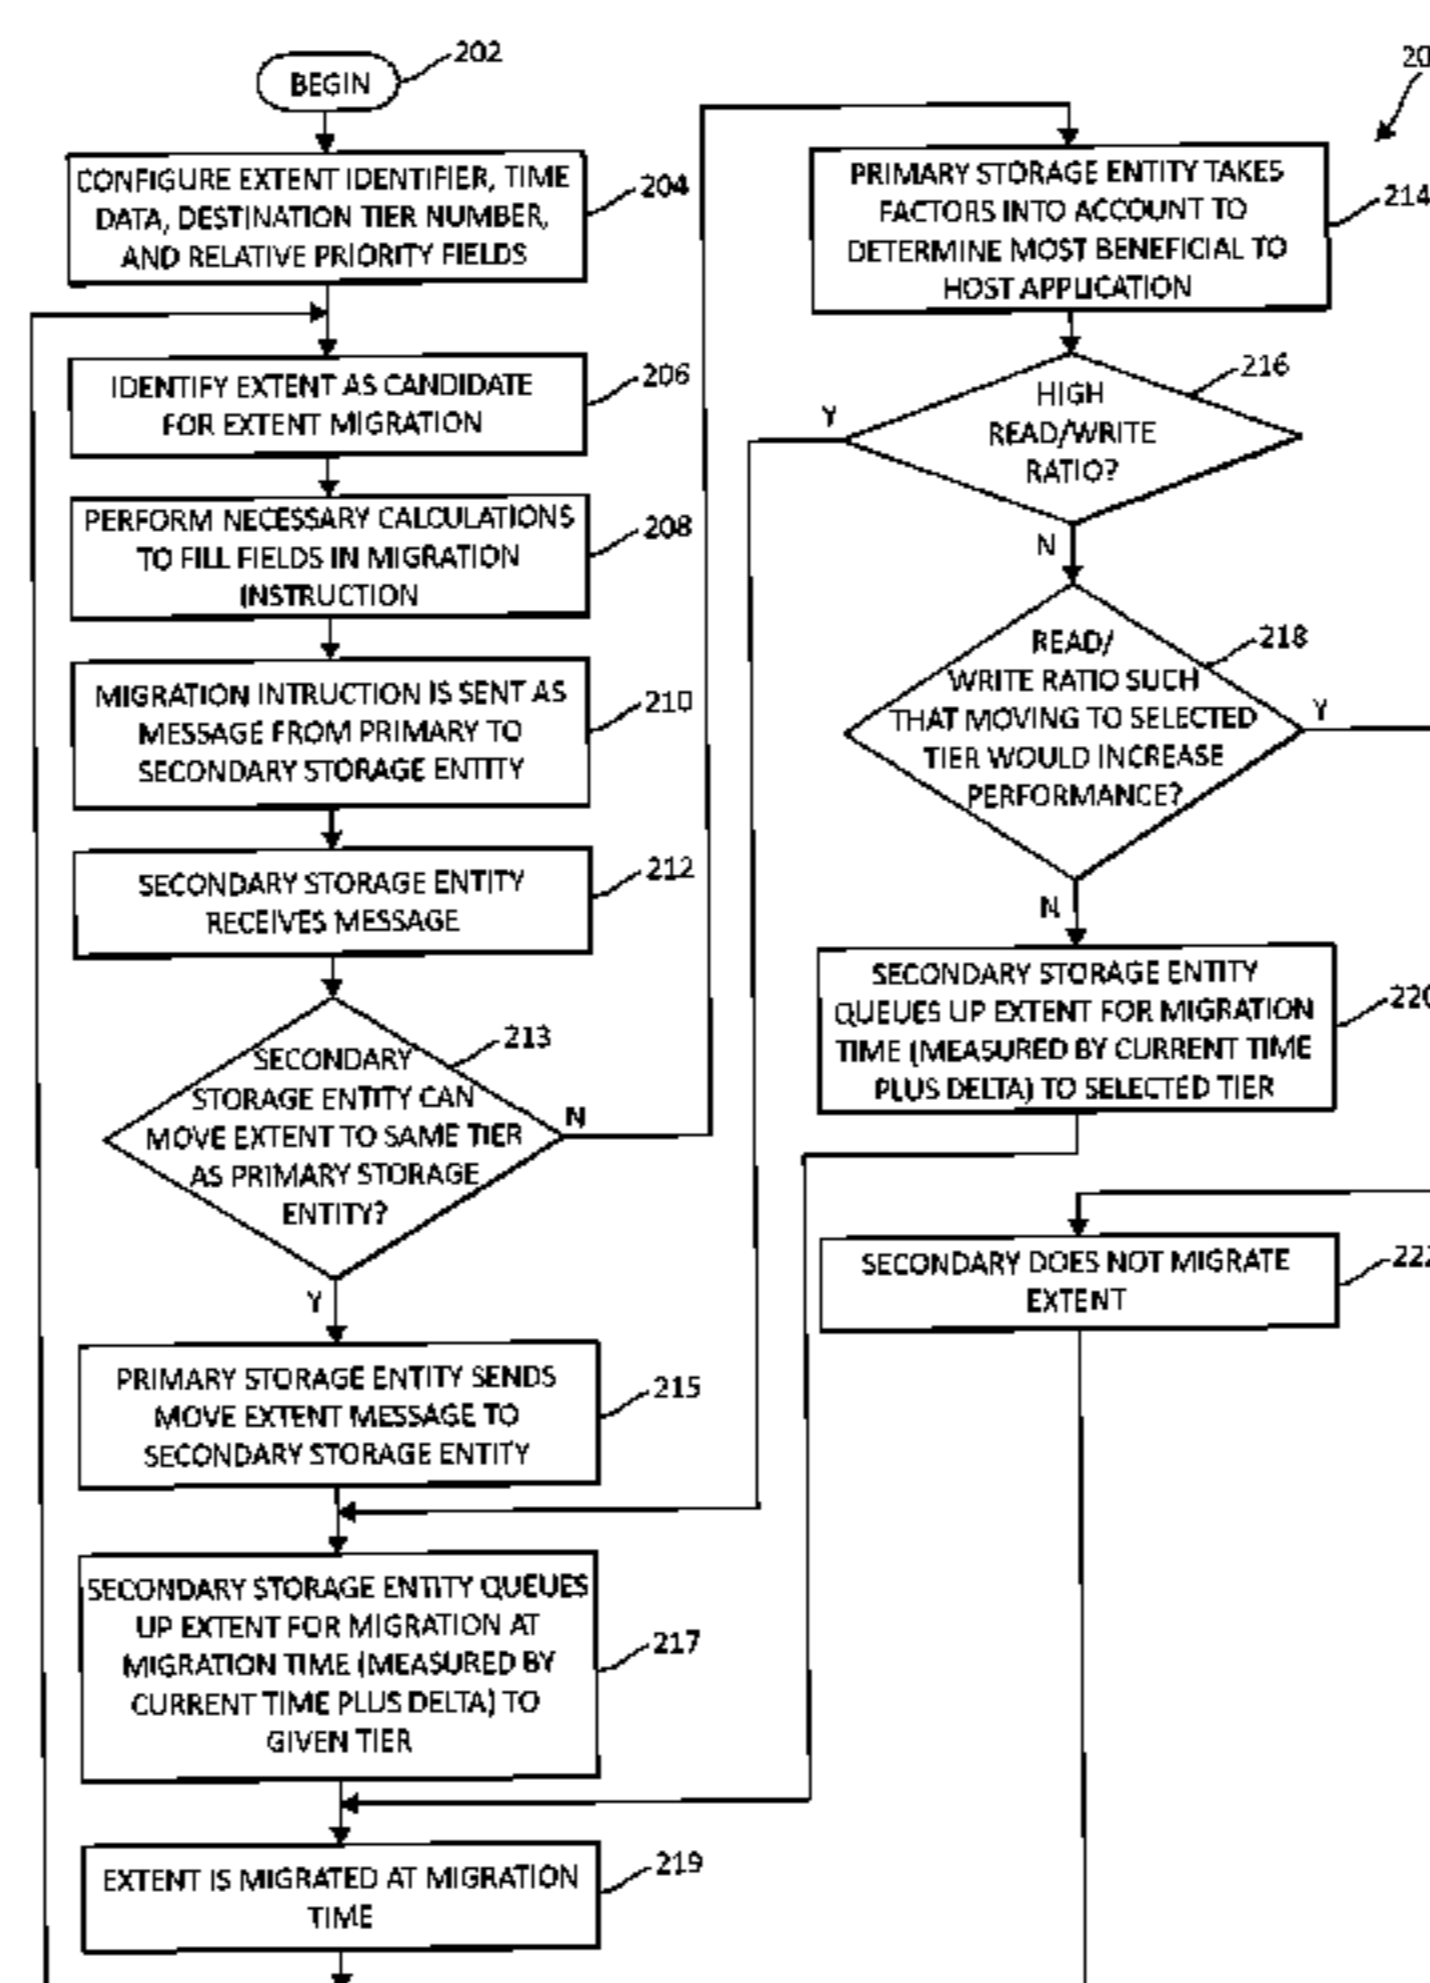 BEGIN
202
CONFIGURE EXTENT IDENTIFIER, TIME
DATA, DESTINATION TIER NUMBER,
AND RELATIVE PRIORITY FIELDS
204
IDENTIFY EXTENT AS CANDIDATE
FOR EXTENT MIGRATION
206
PERFORM NECESSARY CALCULATIONS
TO FILL FIELDS IN MIGRATION
INSTRUCTION
208
MIGRATION INTRUCTION IS SENT AS
MESSAGE FROM PRIMARY TO
SECONDARY STORAGE ENTITY
210
SECONDARY STORAGE ENTITY
RECEIVES MESSAGE
212
SECONDARY
STORAGE ENTITY CAN
MOVE EXTENT TO SAME TIER
AS PRIMARY STORAGE
ENTITY?
213
N
Y
PRIMARY STORAGE ENTITY SENDS
MOVE EXTENT MESSAGE TO
SECONDARY STORAGE ENTITY
215
SECONDARY STORAGE ENTITY QUEUES
UP EXTENT FOR MIGRATION AT
MIGRATION TIME (MEASURED BY
CURRENT TIME PLUS DELTA) TO
GIVEN TIER
217
EXTENT IS MIGRATED AT MIGRATION
TIME
219
20
PRIMARY STORAGE ENTITY TAKES
FACTORS INTO ACCOUNT TO
DETERMINE MOST BENEFICIAL TO
HOST APPLICATION
214
HIGH
READ/WRITE
RATIO?
216
Y
N
READ/
WRITE RATIO SUCH
THAT MOVING TO SELECTED
TIER WOULD INCREASE
PERFORMANCE?
218
Y
N
SECONDARY STORAGE ENTITY
QUEUES UP EXTENT FOR MIGRATION
TIME (MEASURED BY CURRENT TIME
PLUS DELTA) TO SELECTED TIER
220
SECONDARY DOES NOT MIGRATE
EXTENT
222